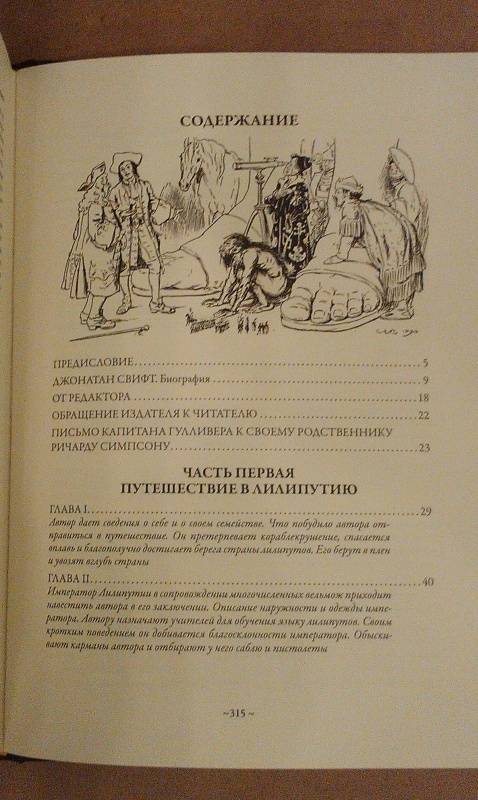 СОДЕРЖАНИЕ
ПРЕДИСЛОВИЕ......................................................5
ДЖОНАТАН СВИФТ. Биография......................................9
ОТ РЕДАКТОРА......................................................18
ОБРАЩЕНИЕ ИЗДАТЕЛЯ К ЧИТАТЕЛЮ..............................22
ПИСЬМО КАПИТАНА ГУЛЛИВЕРА К СВОЕМУ РОДСТВЕННИКУ
РИЧАРДУ СИМПСОНУ..............................................23
ЧАСТЬ ПЕРВАЯ
ПУТЕШЕСТВИЕ В ЛИЛИПУТИЮ
ГЛАВА I............................................................29
Автор дает сведения о себе и о своем семействе. Что побудило автора от-
правиться в путешествие. Он претерпевает кораблекрушение, спасается
вплавь и благополучно достигает берега страны лилипутов. Его берут в плен
и увозят вглубь страны
ГЛАВА II...........................................................40
Император Лилипутии в сопровождении многочисленных вельмож приходит
навестить автора в его заключении. Описание наружности и одежды импе-
ратора. Автору назначают учителей для обучения языку лилипутов. Своим
кротким поведением он добивается благосклонности императора. Обыски-
вают карманы автора и отбирают у него саблю и пистолеты
~315~